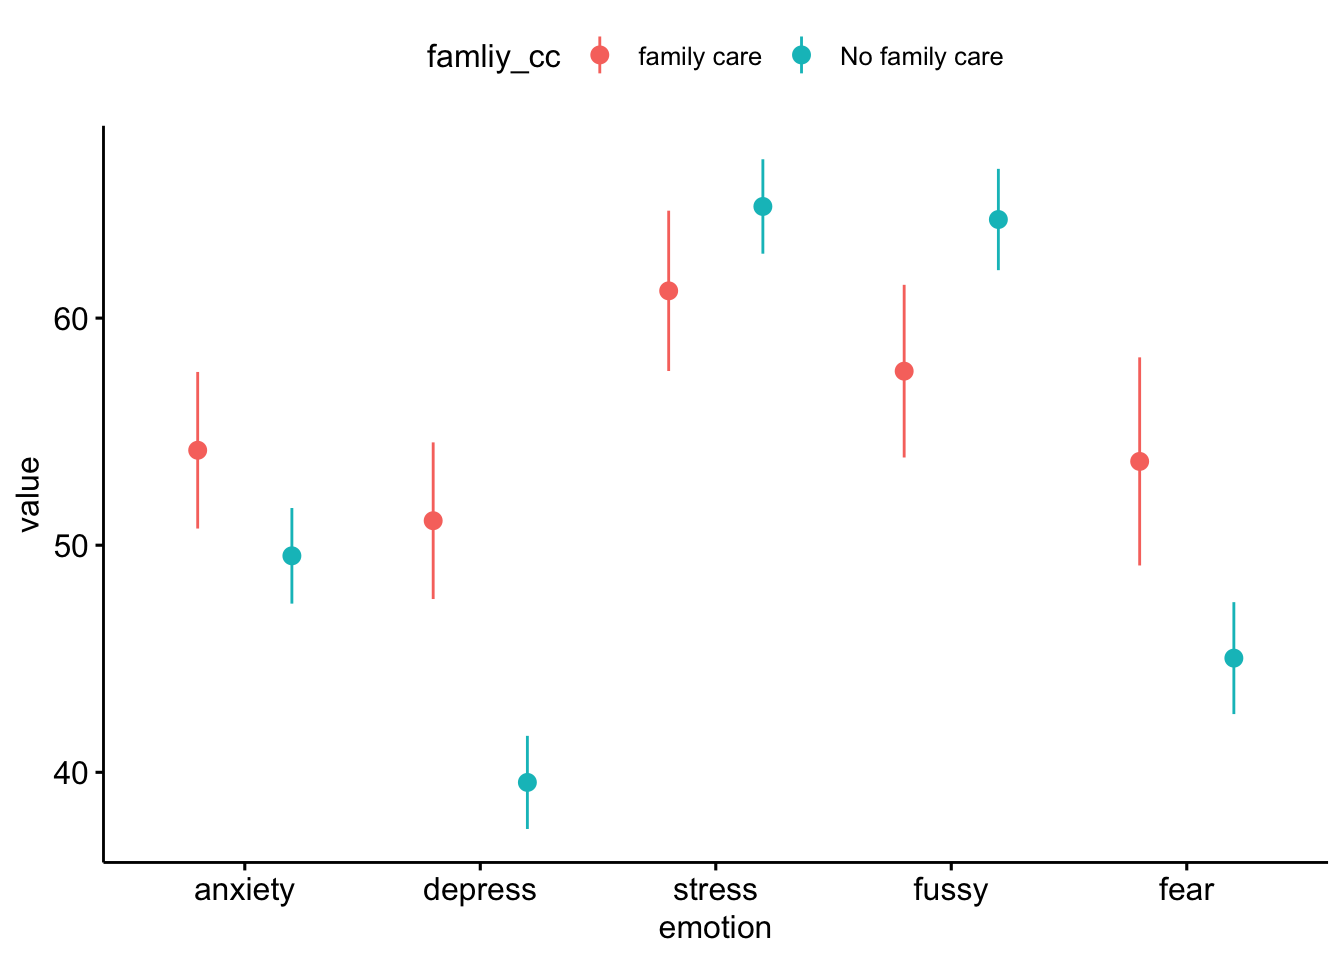 famliy_cc family care No family care
value
60
50
40
anxiety depress stress fussy fear
emotion